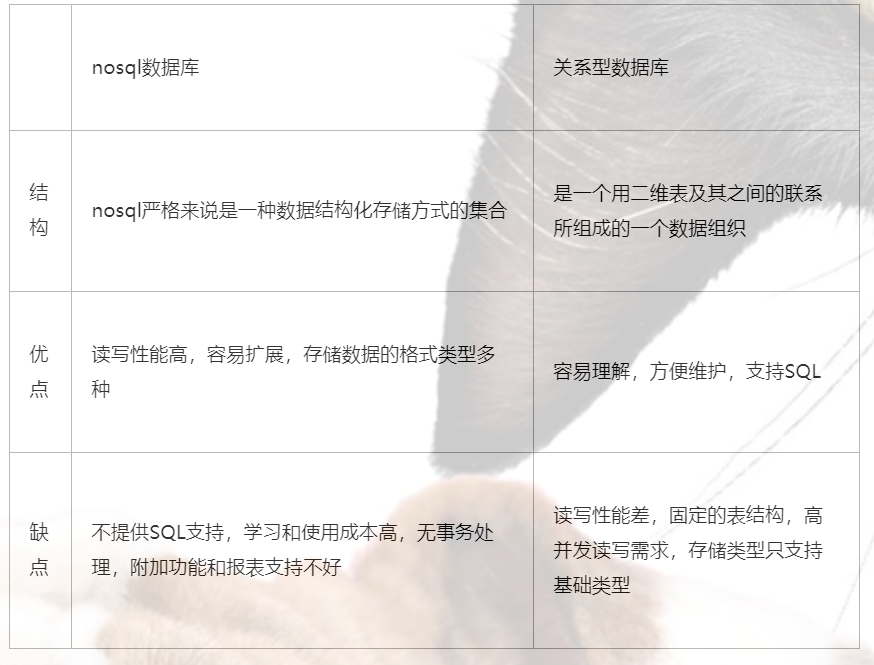 nosql数据库
关系型数据库
结
构
nosql严格来说是一种数据结构化存储方式的集合
是一个用二维表及其之间的联系
所组成的一个数据组织
优
点
读写性能高，容易扩展，存储数据的格式类型多
种
容易理解，方便维护，支持SQL
缺
点
不提供SQL支持，学习和使用成本高，无事务处
理，附加功能和报表支持不好
读写性能差，固定的表结构，高
并发读写需求，存储类型只支持
基础类型